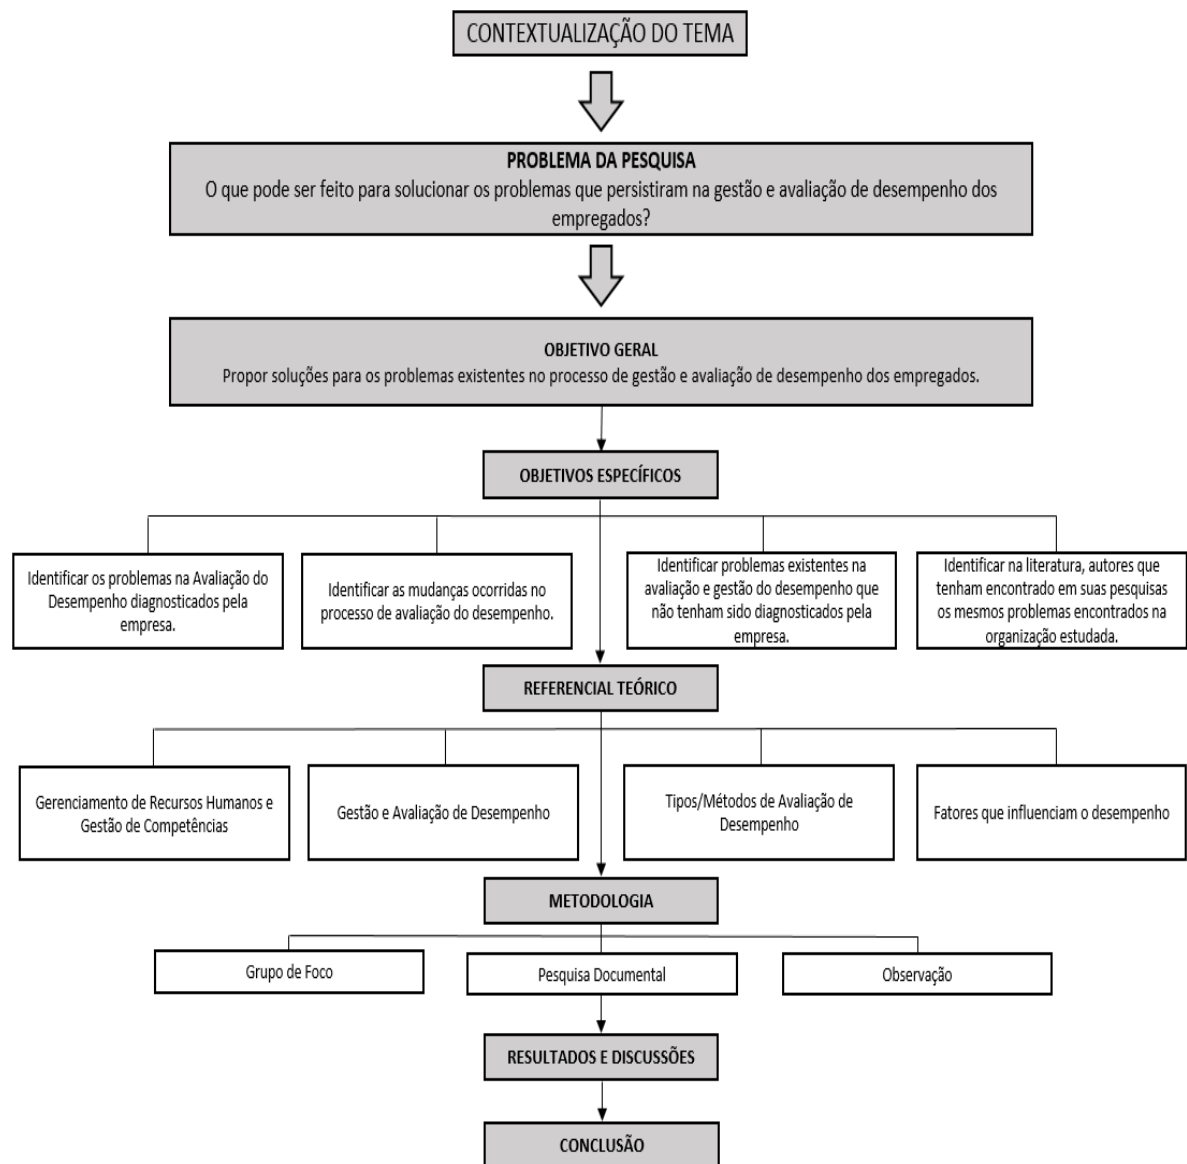 CONTEXTUALIZAÇÃO DO TEMA
PROBLEMA DA PESQUISA
O que pode ser feito para solucionar os problemas que persistiram na gestão e avaliação de desempenho dos
empregados?
OBJETIVO GERAL
Propor soluções para os problemas existentes no processo de gestão e avaliação de desempenho dos empregados.
OBJETIVOS ESPECÍFICOS
Identificar os problemas na Avaliação do
Desempenho diagnosticados pela
empresa.
Identificar as mudanças ocorridas no
processo de avaliação do desempenho.
Identificar problemas existentes na
avaliação e gestão do desempenho que
não tenham sido diagnosticados pela
empresa.
Identificar na literatura, autores que
tenham encontrado em suas pesquisas
os mesmos problemas encontrados na
organização estudada.
REFERENCIAL TEÓRICO
Gerenciamento de Recursos Humanos e
Gestão de Competências
Gestão e Avaliação de Desempenho
Tipos/Métodos de Avaliação de
Desempenho
Fatores que influenciam o desempenho
METODOLOGIA
Grupo de Foco
Pesquisa Documental
Observação
RESULTADOS E DISCUSSÕES
CONCLUSÃO